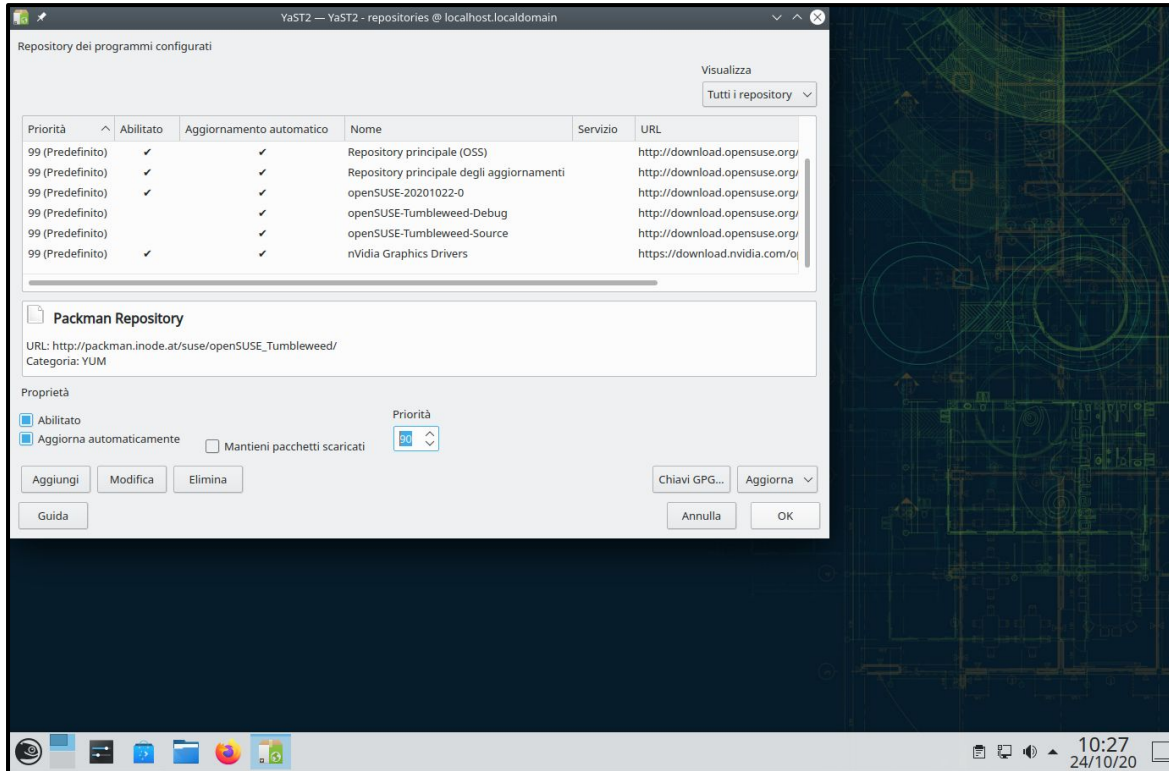 YaST2 — YaST2 - repositories @ localhost.localdomain
Repository dei programmi configurati
Visualizza
Tutti i repository
Priorità Abilitato Aggiornamento automatico Nome Servizio URL
99 (Predefinito) ✔ ✔ Repository principale (OSS) http://download.opensuse.org/
99 (Predefinito) ✔ ✔ Repository principale degli aggiornamenti http://download.opensuse.org/
99 (Predefinito) ✔ ✔ openSUSE-20201022-0 http://download.opensuse.org/
99 (Predefinito) ✔ openSUSE-Tumbleweed-Debug http://download.opensuse.org/
99 (Predefinito) ✔ openSUSE-Tumbleweed-Source http://download.opensuse.org/
99 (Predefinito) ✔ ✔ nVidia Graphics Drivers https://download.nvidia.com/o
Packman Repository
URL: http://packman.inode.at/suse/openSUSE_Tumbleweed/
Categoria: YUM
Proprietà
Abilitato
Priorità
Aggiorna automaticamente
Mantieni pacchetti scaricati
90
Aggiungi Modifica Elimina Chiavi GPG... Aggiorna
Guida Annulla OK
10:27
24/10/20